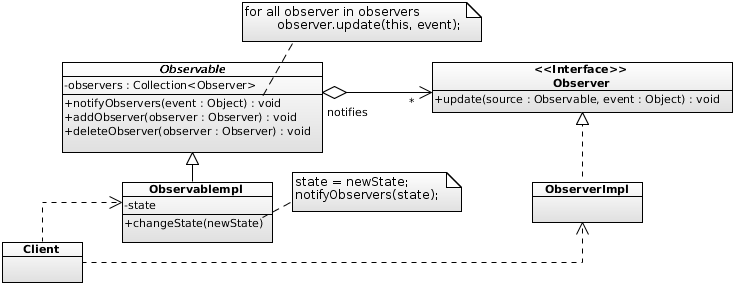 for all observer in observers
observer.update(this, event);
Observable
-observers : Collection<Observer>
+notifyObservers(event : Object) : void
+addObserver(observer : Observer) : void
+deleteObserver(observer : Observer) : void
notifies
*
<<Interface>>
Observer
+update(source : Observable, event : Object) : void
ObservableImpl
-state
+changeState(newState)
state = newState;
notifyObservers(state);
ObserverImpl
Client